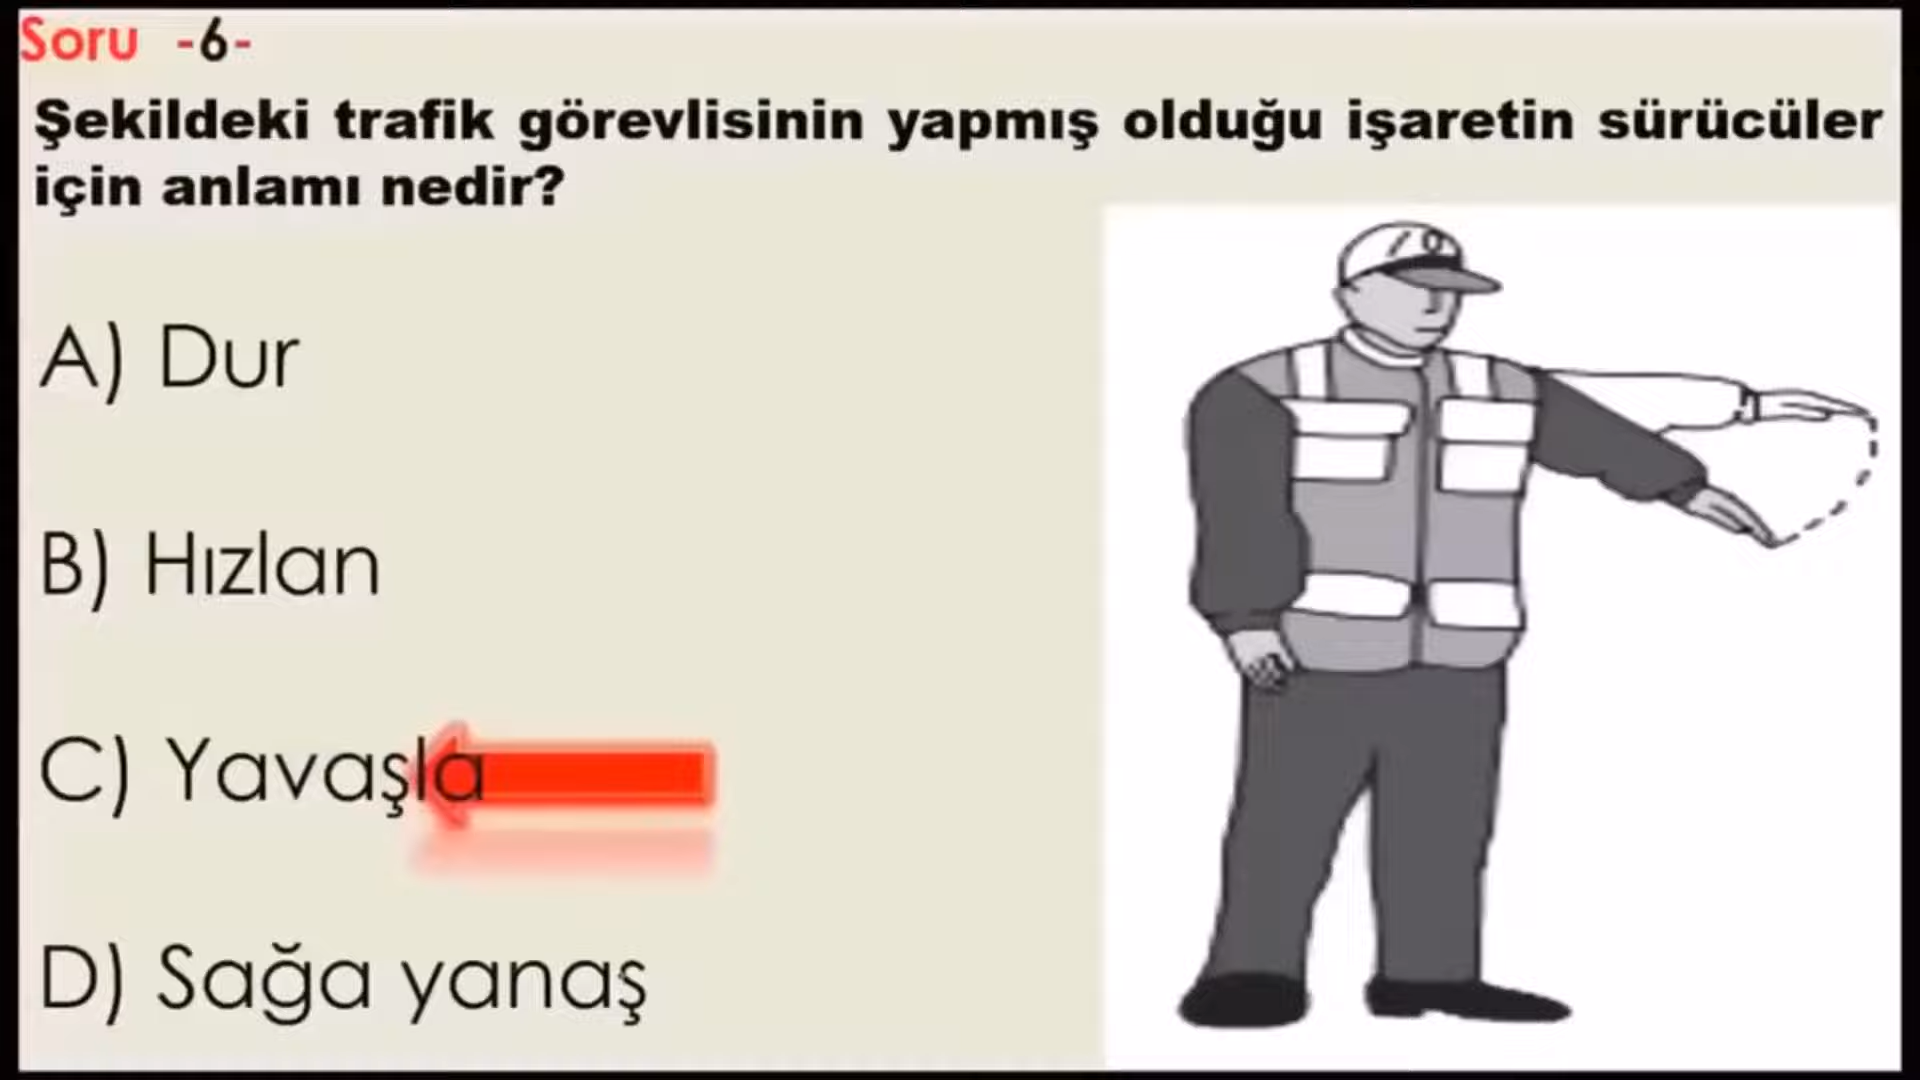 Soru -6-
Şekildeki trafik görevlisinin yapmış olduğu işaretin sürücüler
için anlamı nedir?
A) Dur
B) Hızlan
C) Yavaşla
D) Sağa yanaş